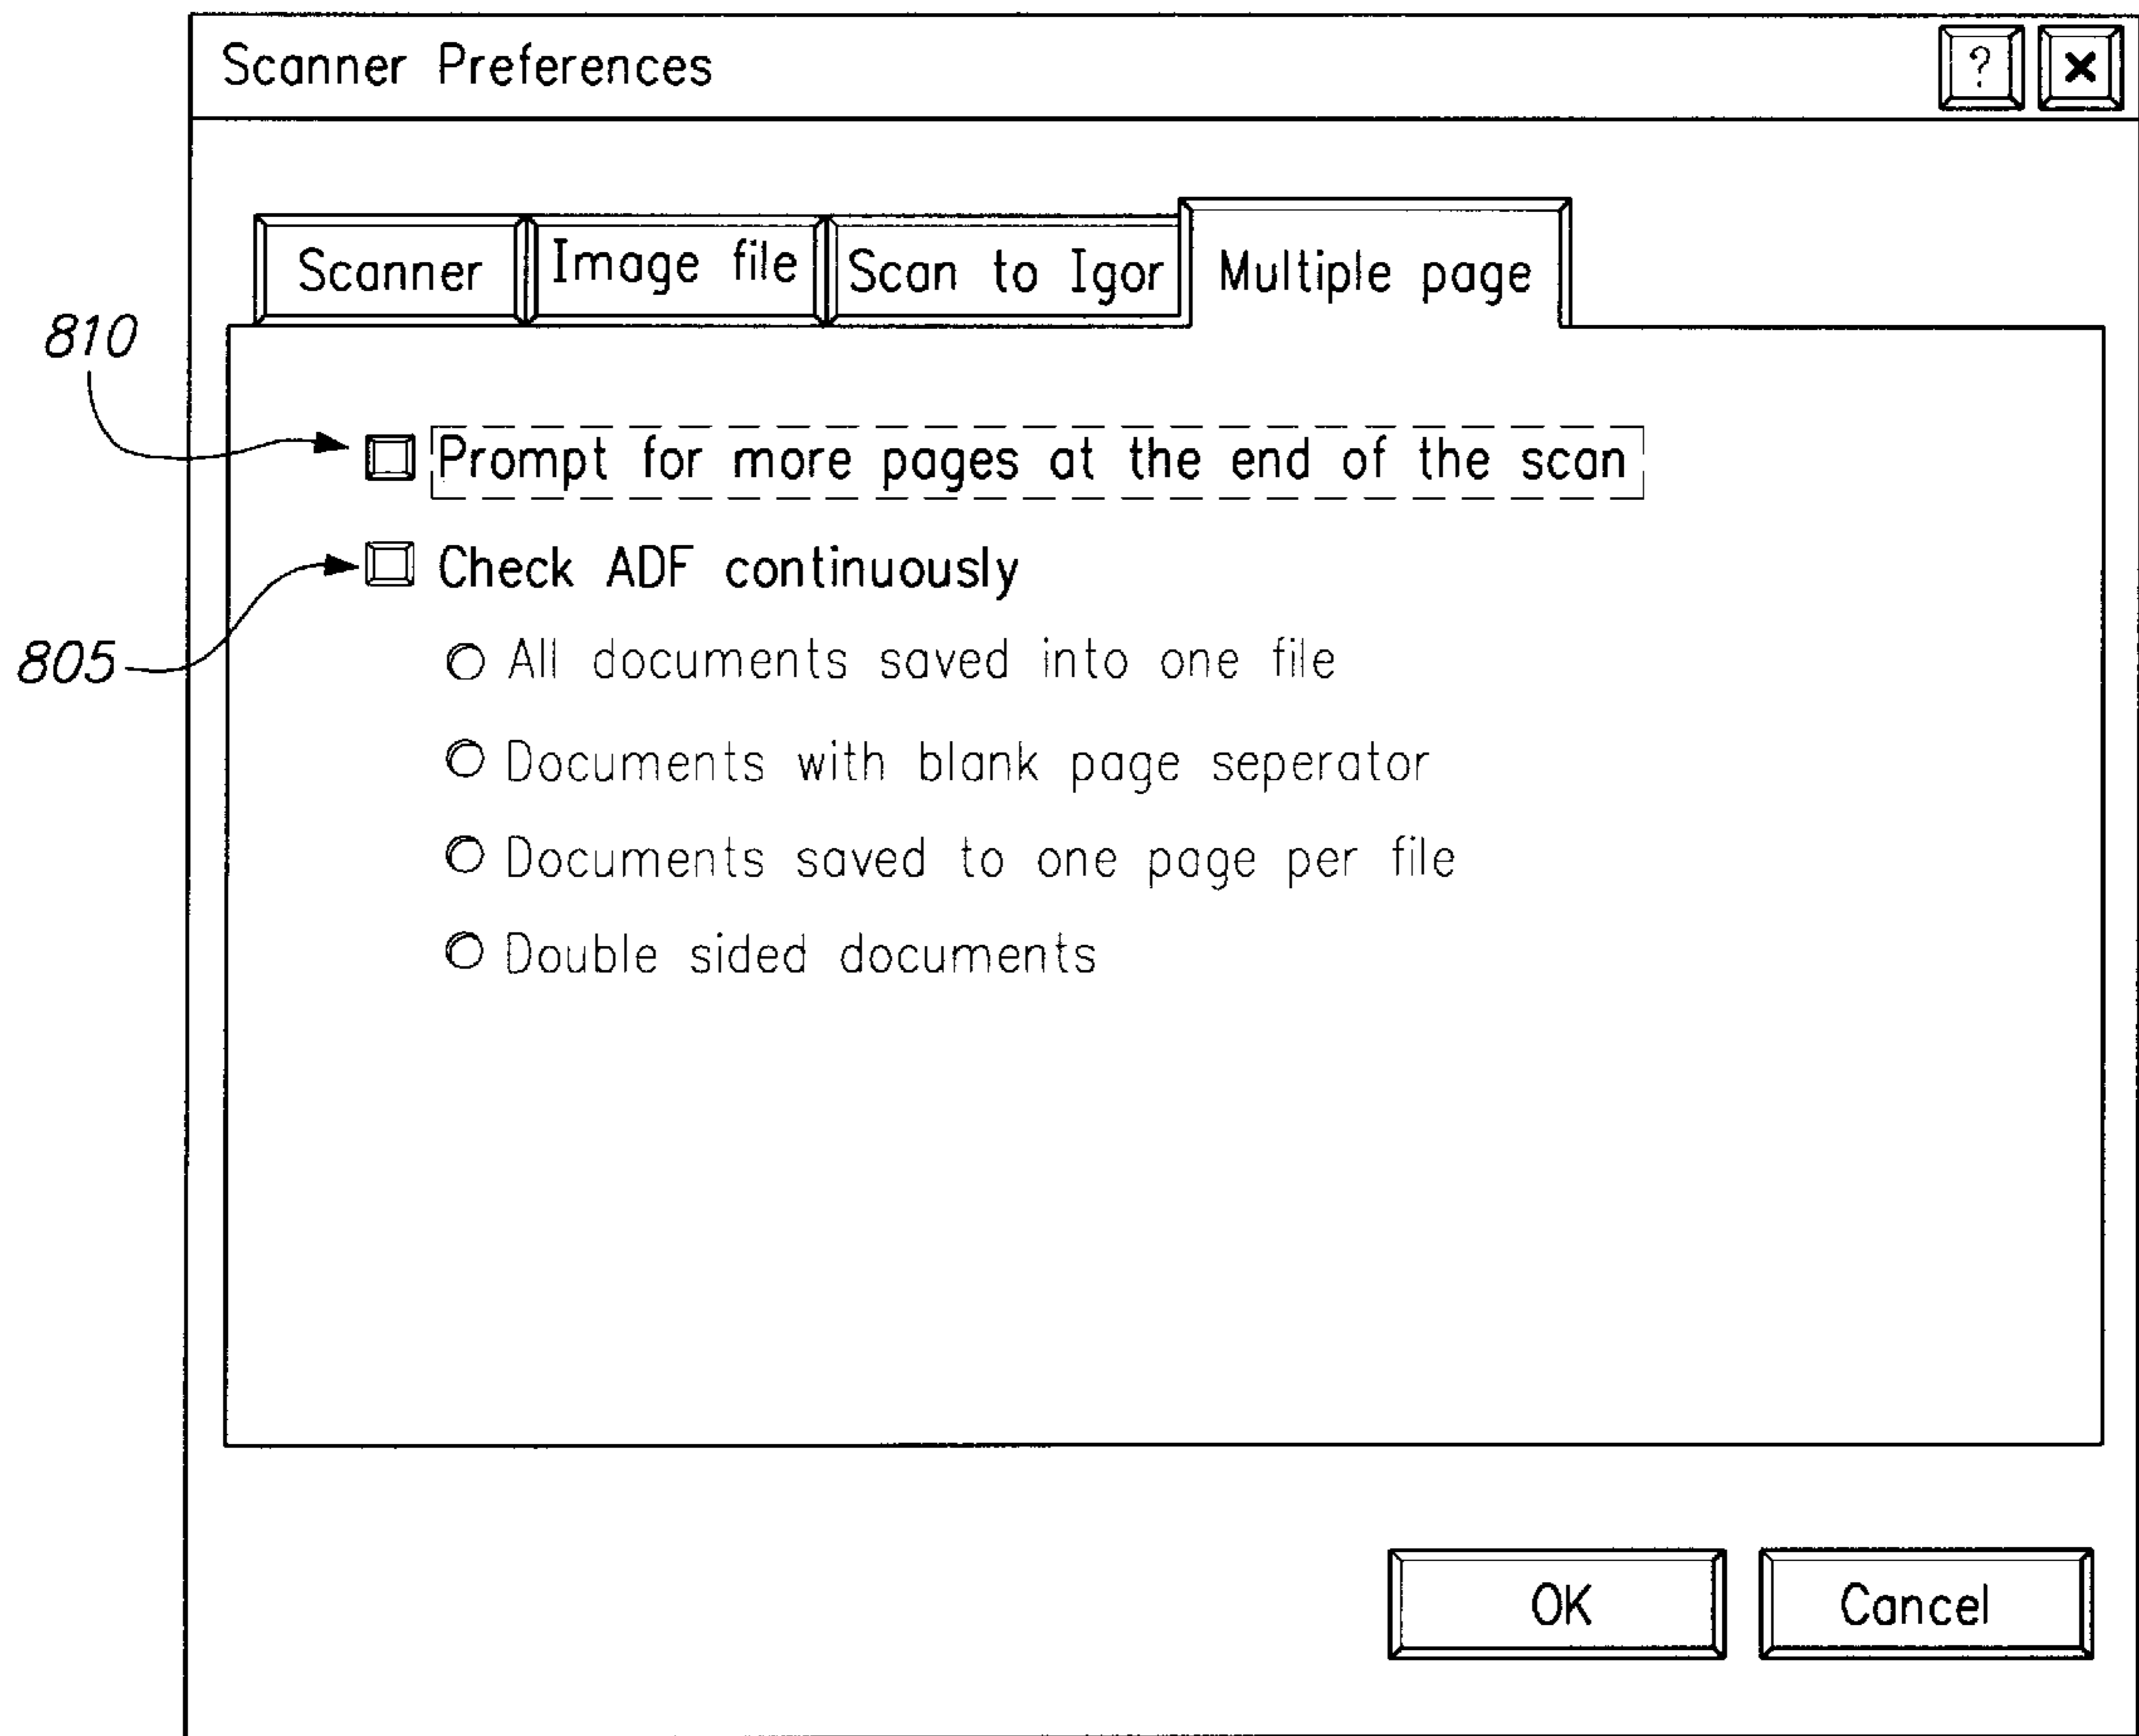 Scanner Preferences ? ×
Scanner Image file Scan to Igor Multiple page
810
Prompt for more pages at the end of the scan
Check ADF continuously
805
All documents saved into one file
Documents with blank page seperator
Documents saved to one page per file
Double sided documents
OK Cancel